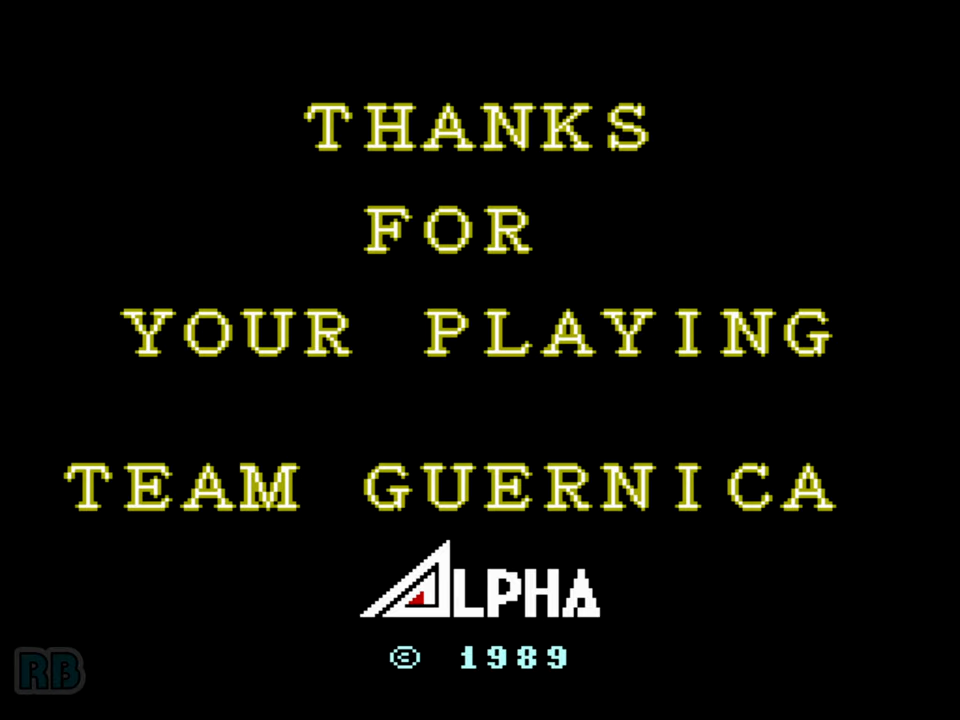 THANKS
FOR
YOUR PLAYING
TEAM GUERNICA
ALPHA
© 1989
RB